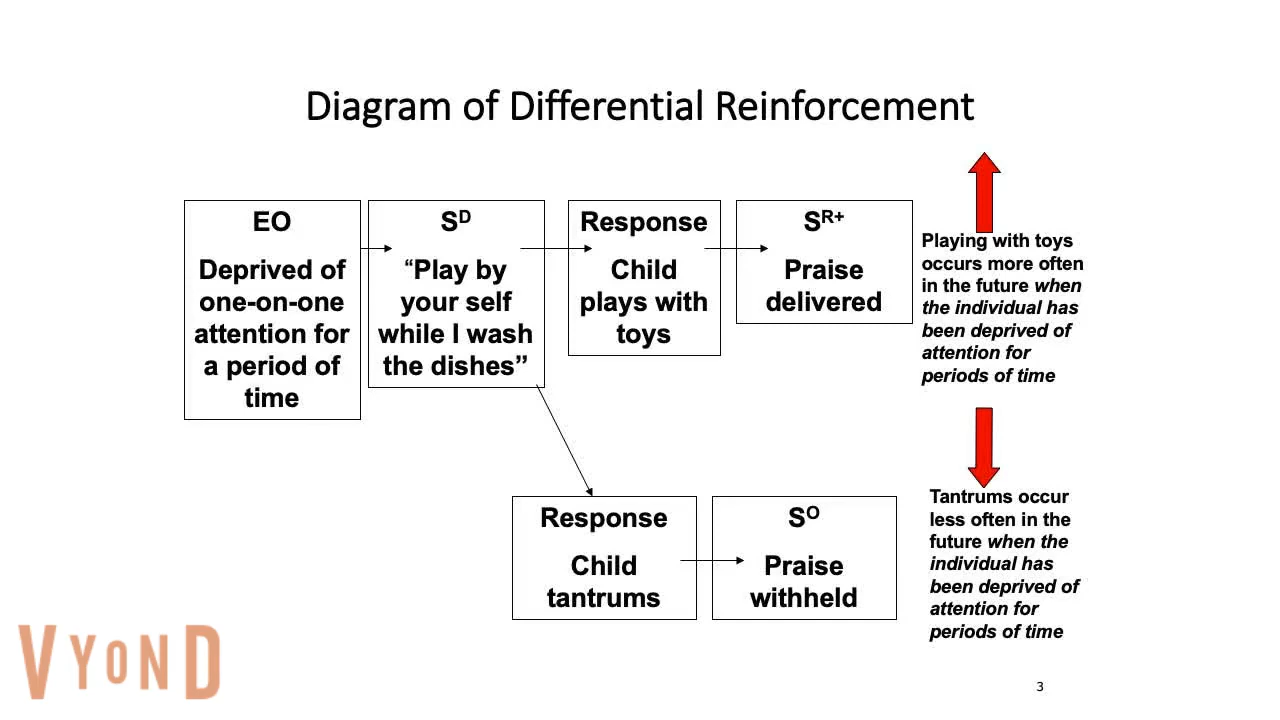 Diagram of Differential Reinforcement
EO
Deprived of
one-on-one
attention for
a period of
time
Sᴰ
“Play by
your self
while I wash
the dishes”
Response
Child
plays with
toys
Sᴿ⁺
Praise
delivered
Playing with toys
occurs more often
in the future when
the individual has
been deprived of
attention for
periods of time
Response
Child
tantrums
Sᴼ
Praise
withheld
Tantrums occur
less often in the
future when the
individual has
been deprived of
attention for
periods of time
VYOND
3